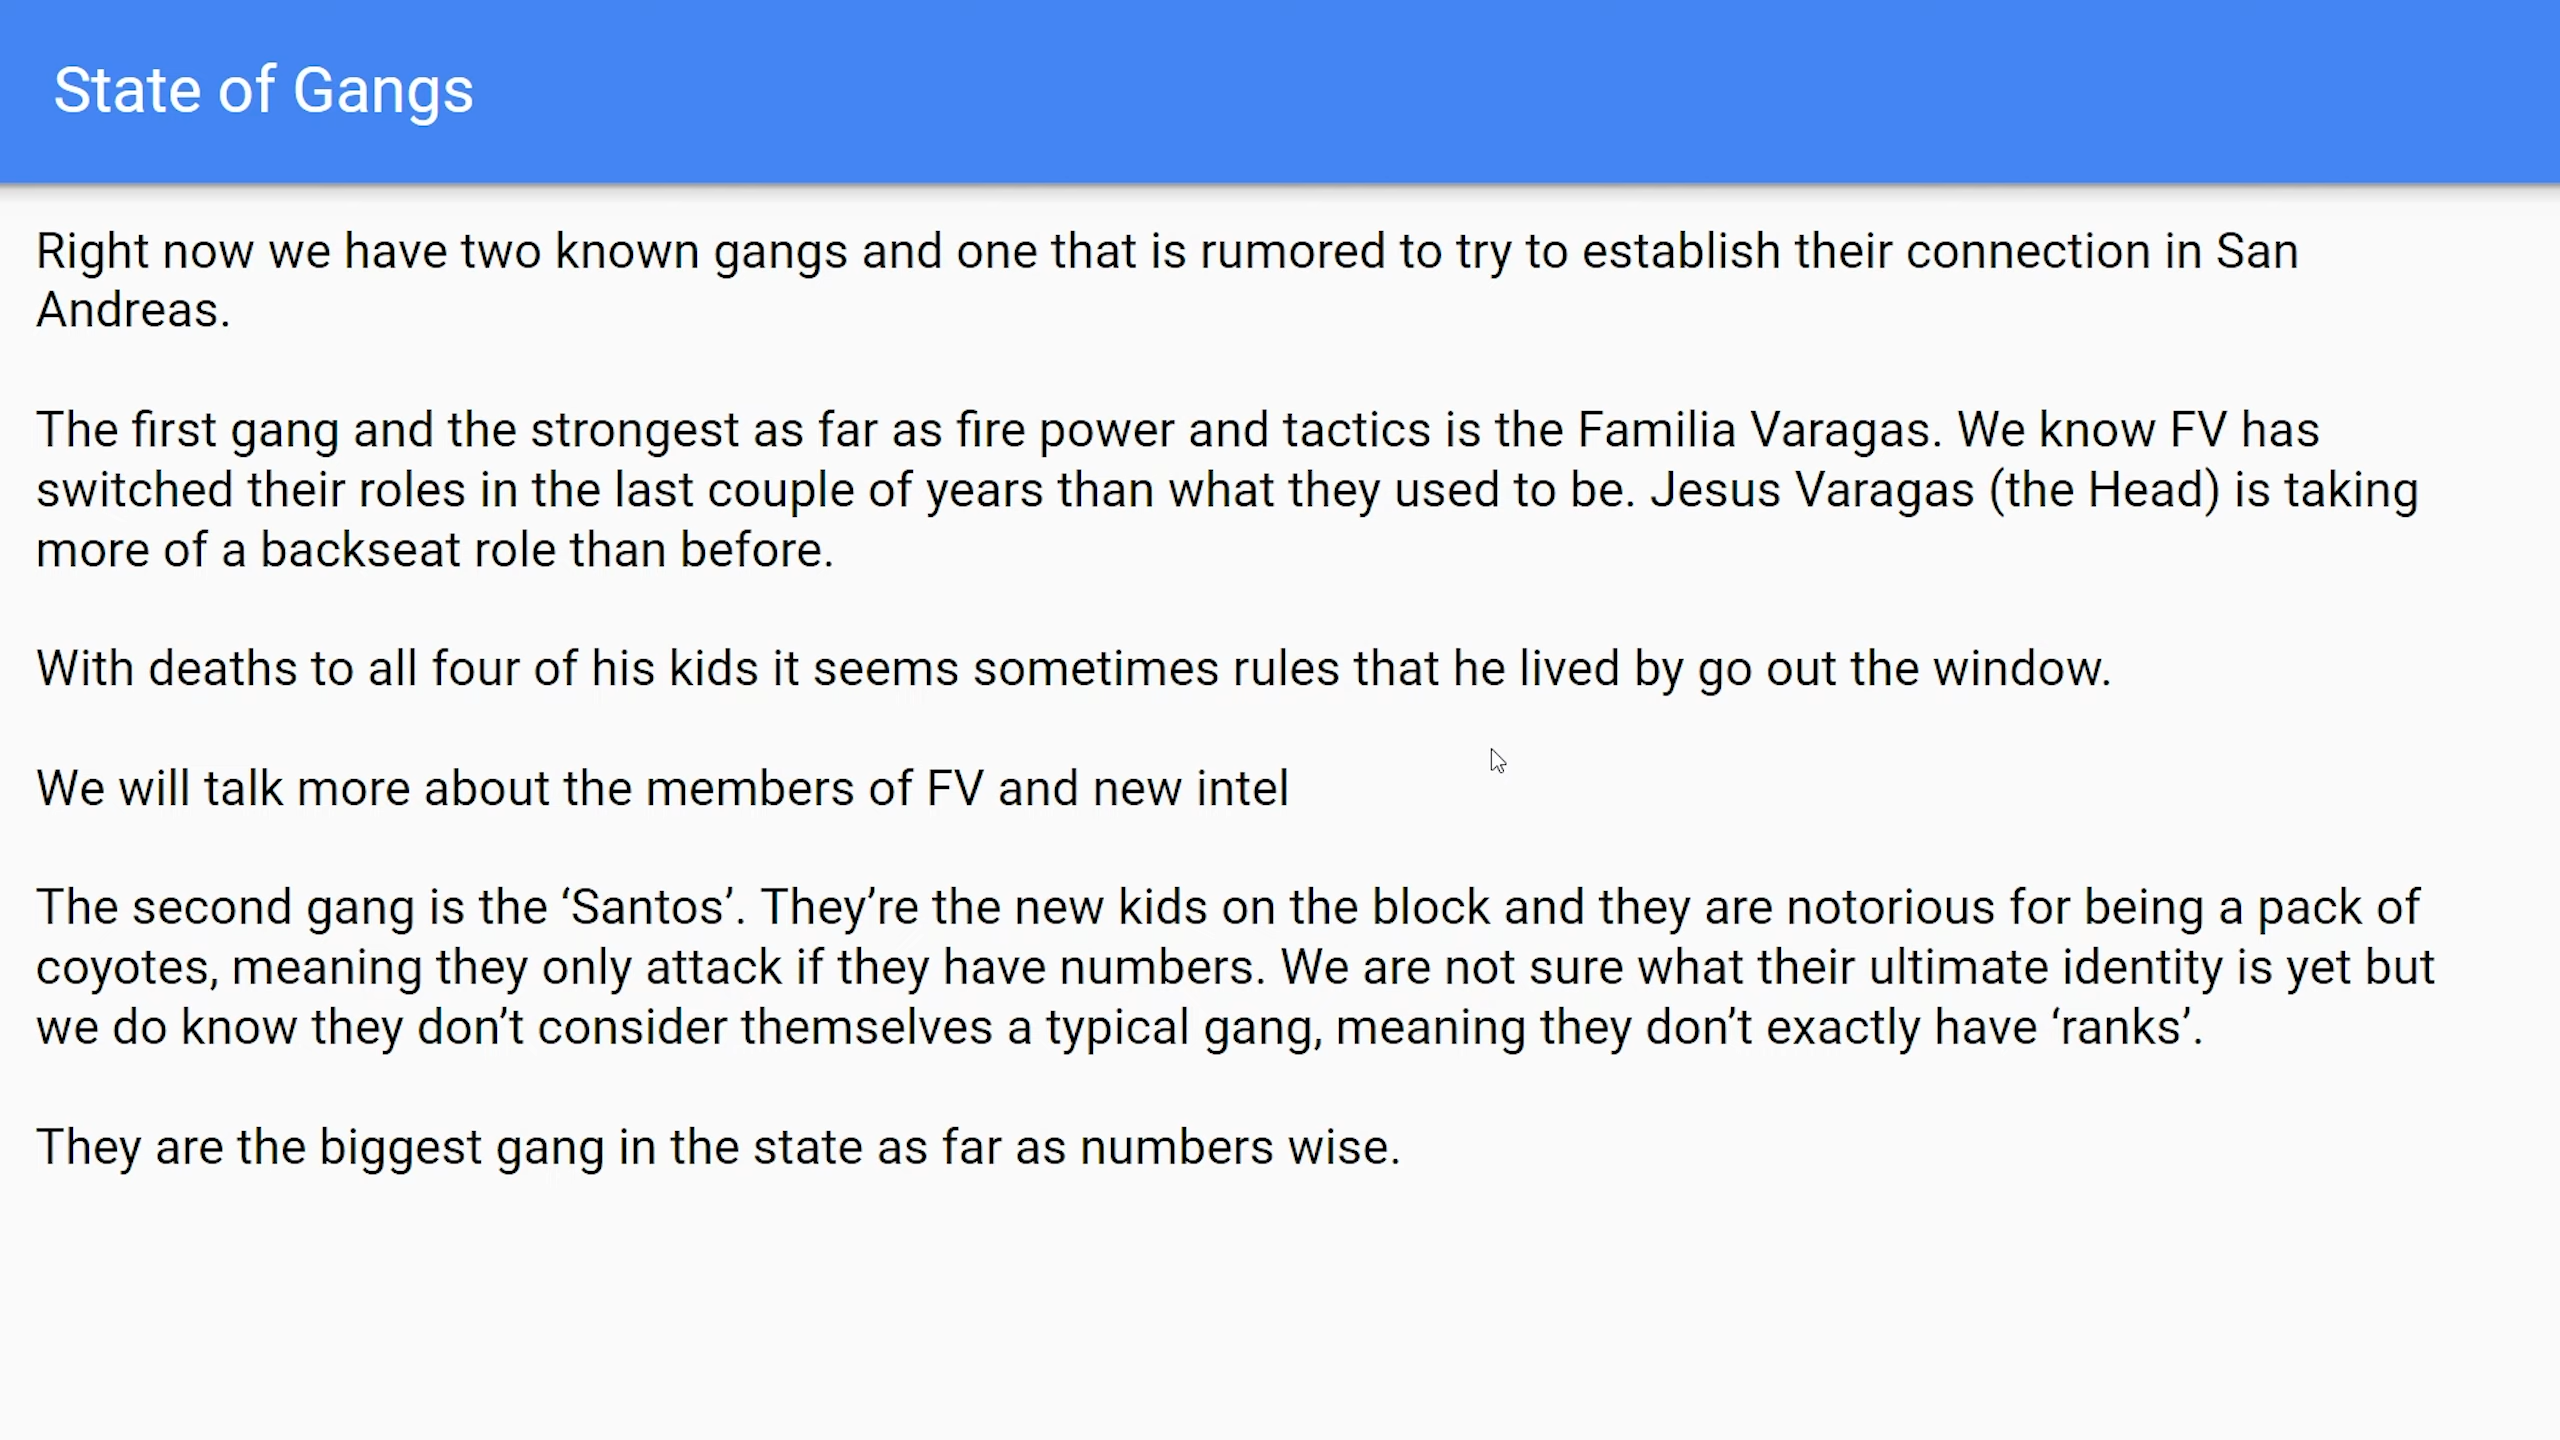 State of Gangs
Right now we have two known gangs and one that is rumored to try to establish their connection in San
Andreas.
The first gang and the strongest as far as fire power and tactics is the Familia Varagas. We know FV has
switched their roles in the last couple of years than what they used to be. Jesus Varagas (the Head) is taking
more of a backseat role than before.
With deaths to all four of his kids it seems sometimes rules that he lived by go out the window.
We will talk more about the members of FV and new intel
The second gang is the ‘Santos’. They’re the new kids on the block and they are notorious for being a pack of
coyotes, meaning they only attack if they have numbers. We are not sure what their ultimate identity is yet but
we do know they don’t consider themselves a typical gang, meaning they don’t exactly have ‘ranks’.
They are the biggest gang in the state as far as numbers wise.